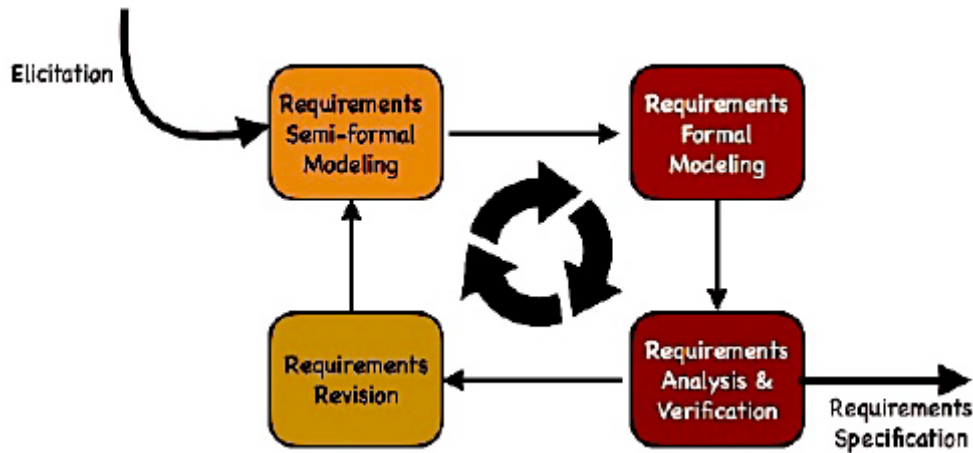 Elicitation
Requirements
Semi-formal
Modeling
Requirements
Formal
Modeling
Requirements
Revision
Requirements
Analysis &
Verification
Requirements
Specification